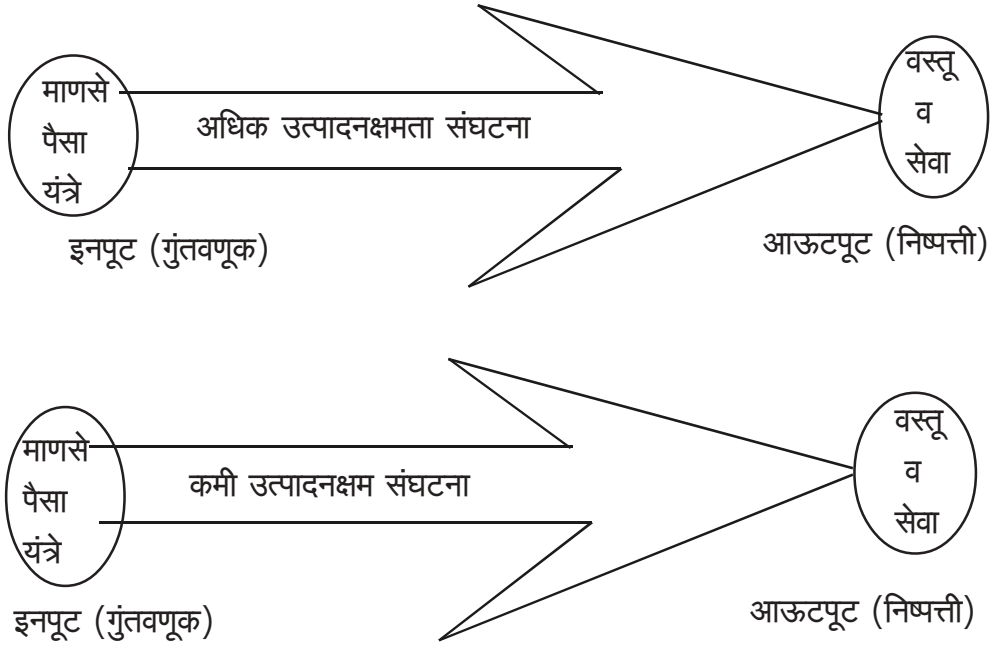 माणसे
पैसा
यंत्रे
अधिक उत्पादनक्षमता संघटना
वस्तू
व
सेवा
इनपूट (गुंतवणूक)
आऊटपूट (निष्पत्ती)
माणसे
पैसा
यंत्रे
कमी उत्पादनक्षम संघटना
वस्तू
व
सेवा
इनपूट (गुंतवणूक)
आऊटपूट (निष्पत्ती)